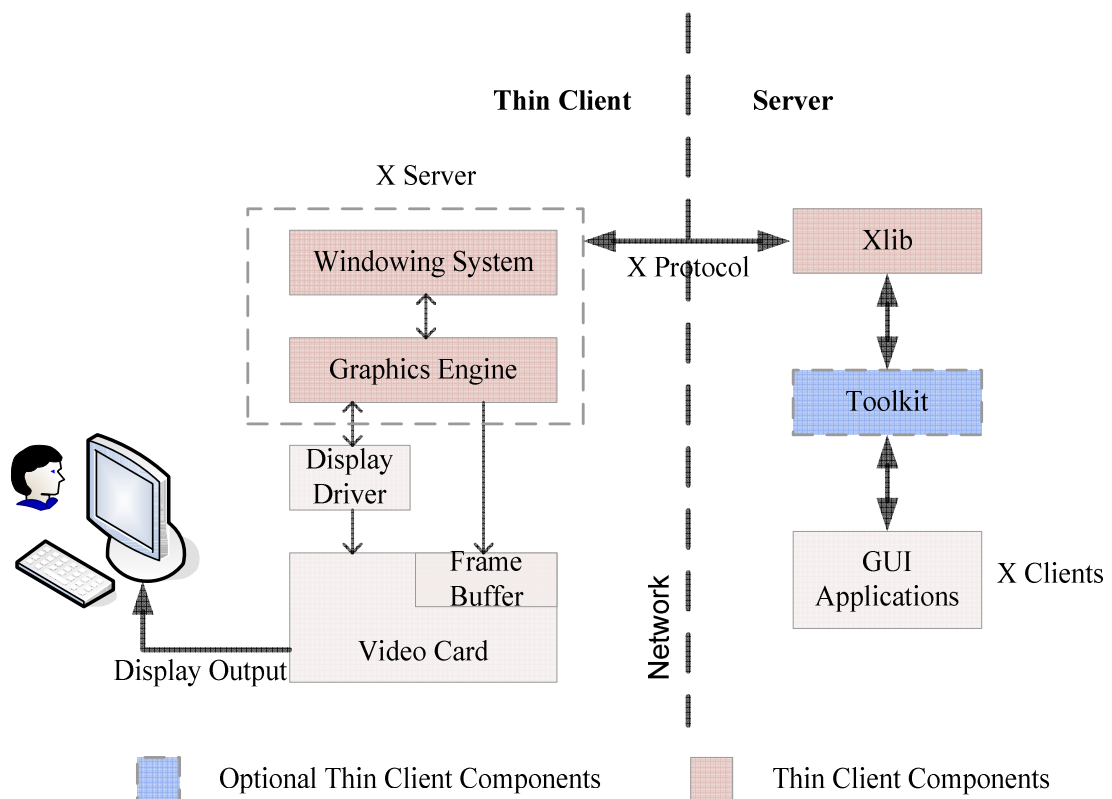 Thin Client
Server
X Server
Windowing System
Xlib
X Protocol
Graphics Engine
Toolkit
Display
Driver
Frame
Buffer
GUI
Applications
X Clients
Video Card
Display Output
Network
Optional Thin Client Components
Thin Client Components